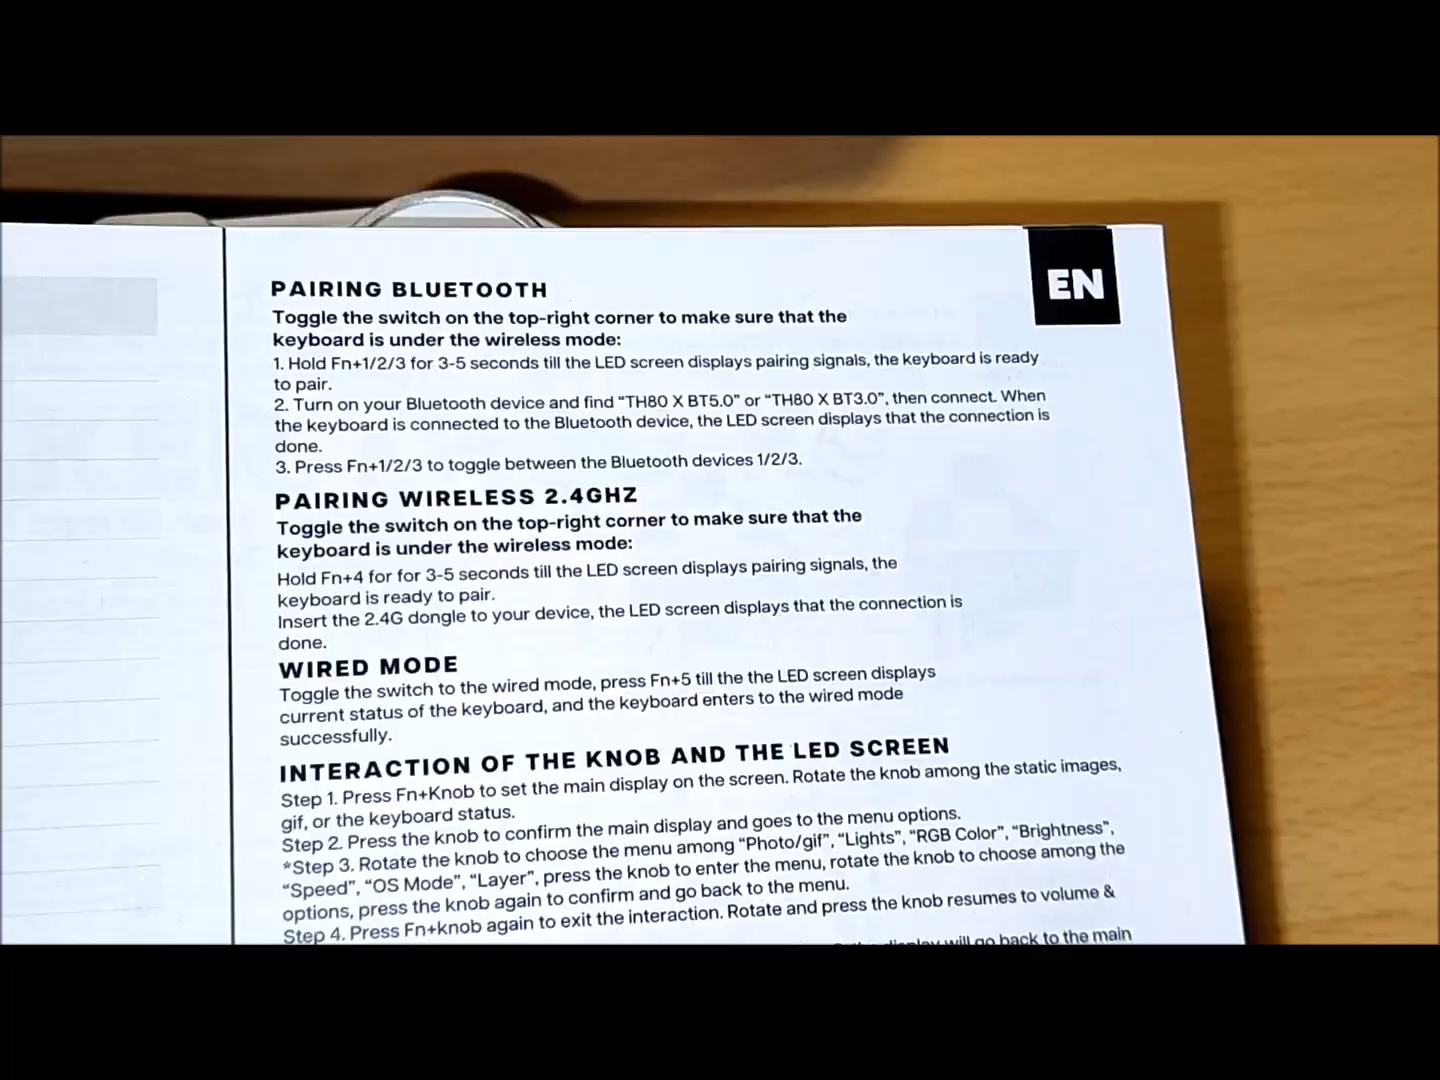 EN
PAIRING BLUETOOTH
Toggle the switch on the top-right corner to make sure that the
keyboard is under the wireless mode:
1. Hold Fn+1/2/3 for 3-5 seconds till the LED screen displays pairing signals, the keyboard is ready
to pair.
2. Turn on your Bluetooth device and find “TH80 X BT5.0” or “TH80 X BT3.0”, then connect. When
the keyboard is connected to the Bluetooth device, the LED screen displays that the connection is
done.
3. Press Fn+1/2/3 to toggle between the Bluetooth devices 1/2/3.
PAIRING WIRELESS 2.4GHZ
Toggle the switch on the top-right corner to make sure that the
keyboard is under the wireless mode:
Hold Fn+4 for for 3-5 seconds till the LED screen displays pairing signals, the
keyboard is ready to pair.
Insert the 2.4G dongle to your device, the LED screen displays that the connection is
done.
WIRED MODE
Toggle the switch to the wired mode, press Fn+5 till the the LED screen displays
current status of the keyboard, and the keyboard enters to the wired mode
successfully.
INTERACTION OF THE KNOB AND THE LED SCREEN
Step 1. Press Fn+Knob to set the main display on the screen. Rotate the knob among the static images,
gif, or the keyboard status.
Step 2. Press the knob to confirm the main display and goes to the menu options.
*Step 3. Rotate the knob to choose the menu among “Photo/gif”, “Lights”, “RGB Color”, “Brightness”,
“Speed”, “OS Mode”, “Layer”, press the knob to enter the menu, rotate the knob to choose among the
options, press the knob again to confirm and go back to the menu.
Step 4. Press Fn+knob again to exit the interaction. Rotate and press the knob resumes to volume &
display will go back to the main